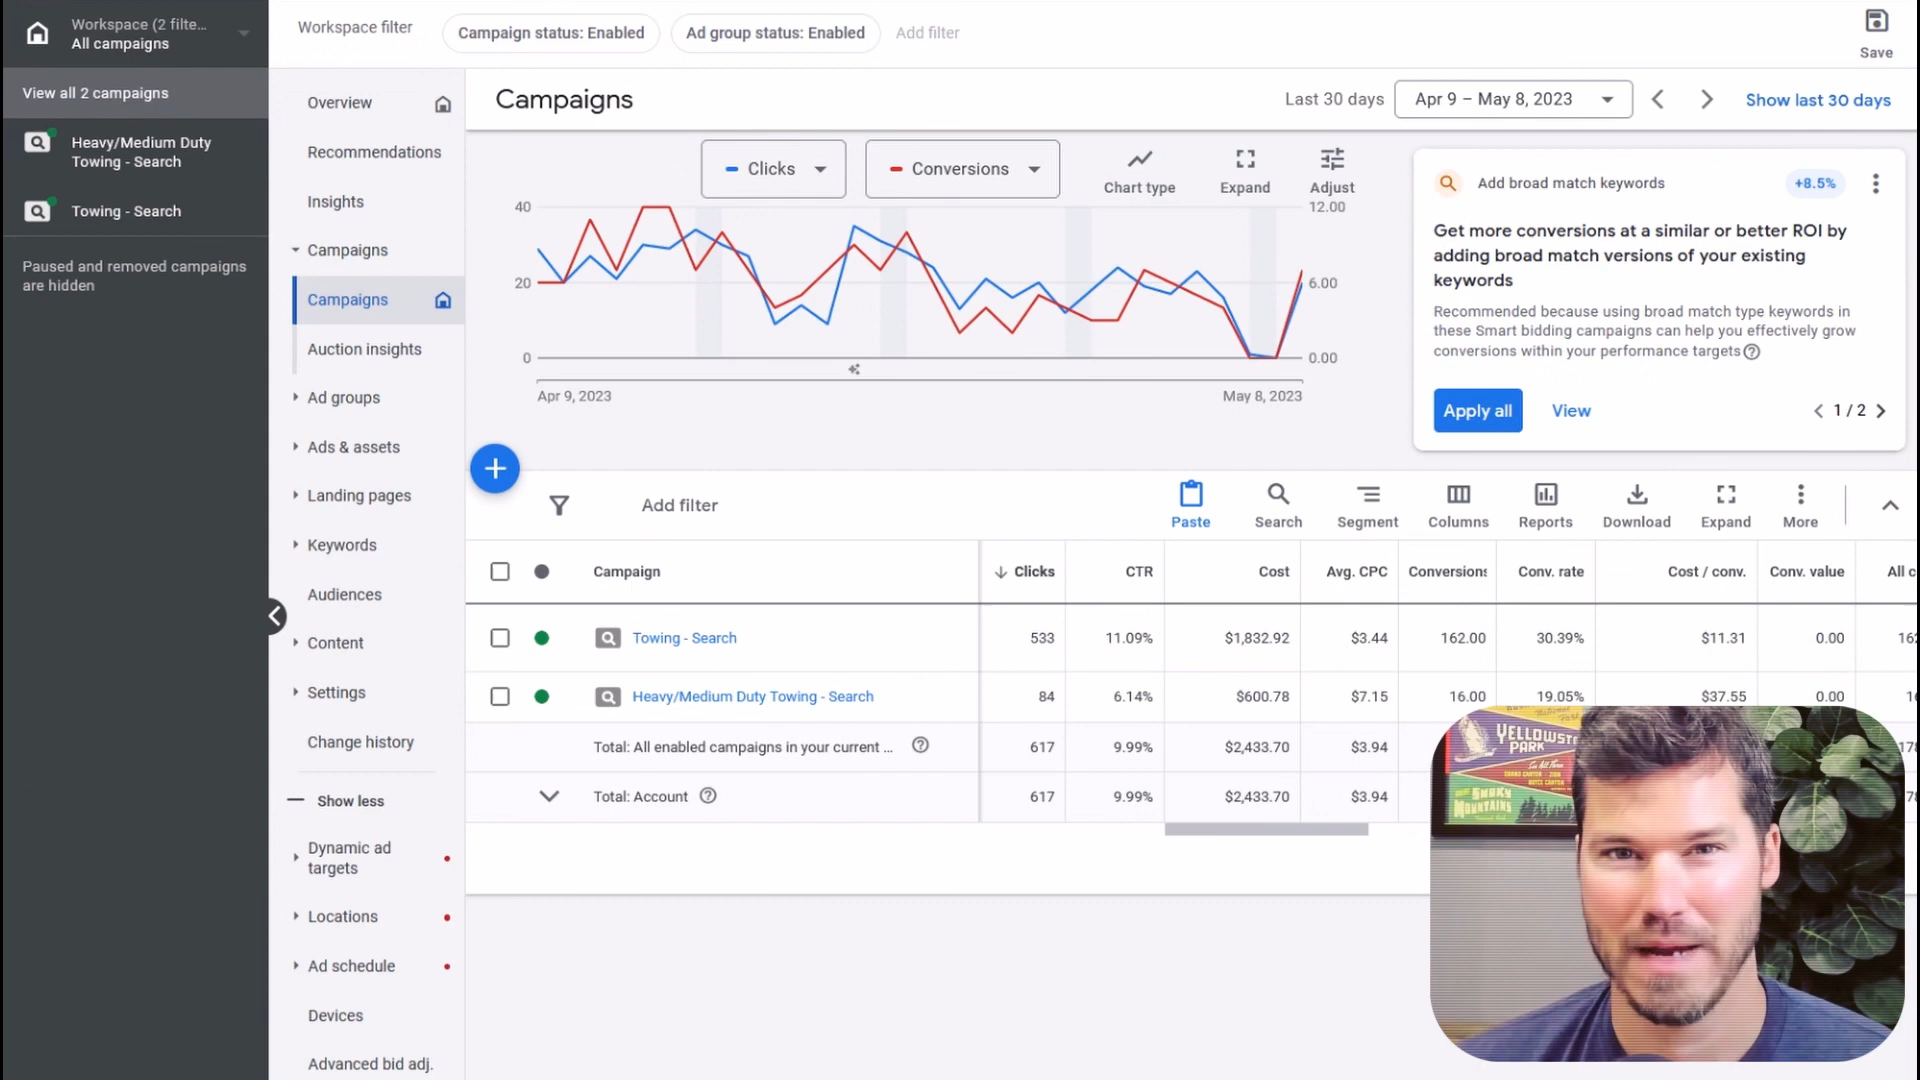 Workspace (2 filte...
All campaigns
View all 2 campaigns
Heavy/Medium Duty
Towing - Search
Towing - Search
Paused and removed campaigns
are hidden
Workspace filter
Campaign status: Enabled
Ad group status: Enabled
Add filter
Save
Overview
Recommendations
Insights
Campaigns
Campaigns
Auction insights
Ad groups
Ads & assets
Landing pages
Keywords
Audiences
Content
Settings
Change history
Show less
Dynamic ad
targets
Locations
Ad schedule
Devices
Advanced bid adj.
Campaigns
Last 30 days
Apr 9 – May 8, 2023
Show last 30 days
Clicks
Conversions
Chart type
Expand
Adjust
40
12.00
20
6.00
0
0.00
Apr 9, 2023
May 8, 2023
Add broad match keywords
+8.5%
Get more conversions at a similar or better ROI by
adding broad match versions of your existing
keywords
Recommended because using broad match type keywords in
these Smart bidding campaigns can help you effectively grow
conversions within your performance targets
Apply all
View
1 / 2
Add filter
Paste
Search
Segment
Columns
Reports
Download
Expand
More
Campaign Clicks CTR Cost Avg. CPC Conversions Conv. rate Cost / conv. Conv. value All c
Towing - Search 533 11.09% $1,832.92 $3.44 162.00 30.39% $11.31 0.00 162
Heavy/Medium Duty Towing - Search 84 6.14% $600.78 $7.15 16.00 19.05% $37.55 0.00 16
Total: All enabled campaigns in your current ... 617 9.99% $2,433.70 $3.94
Total: Account 617 9.99% $2,433.70 $3.94
YELLOWST
PARK
SMOKY
MOUNTAINS